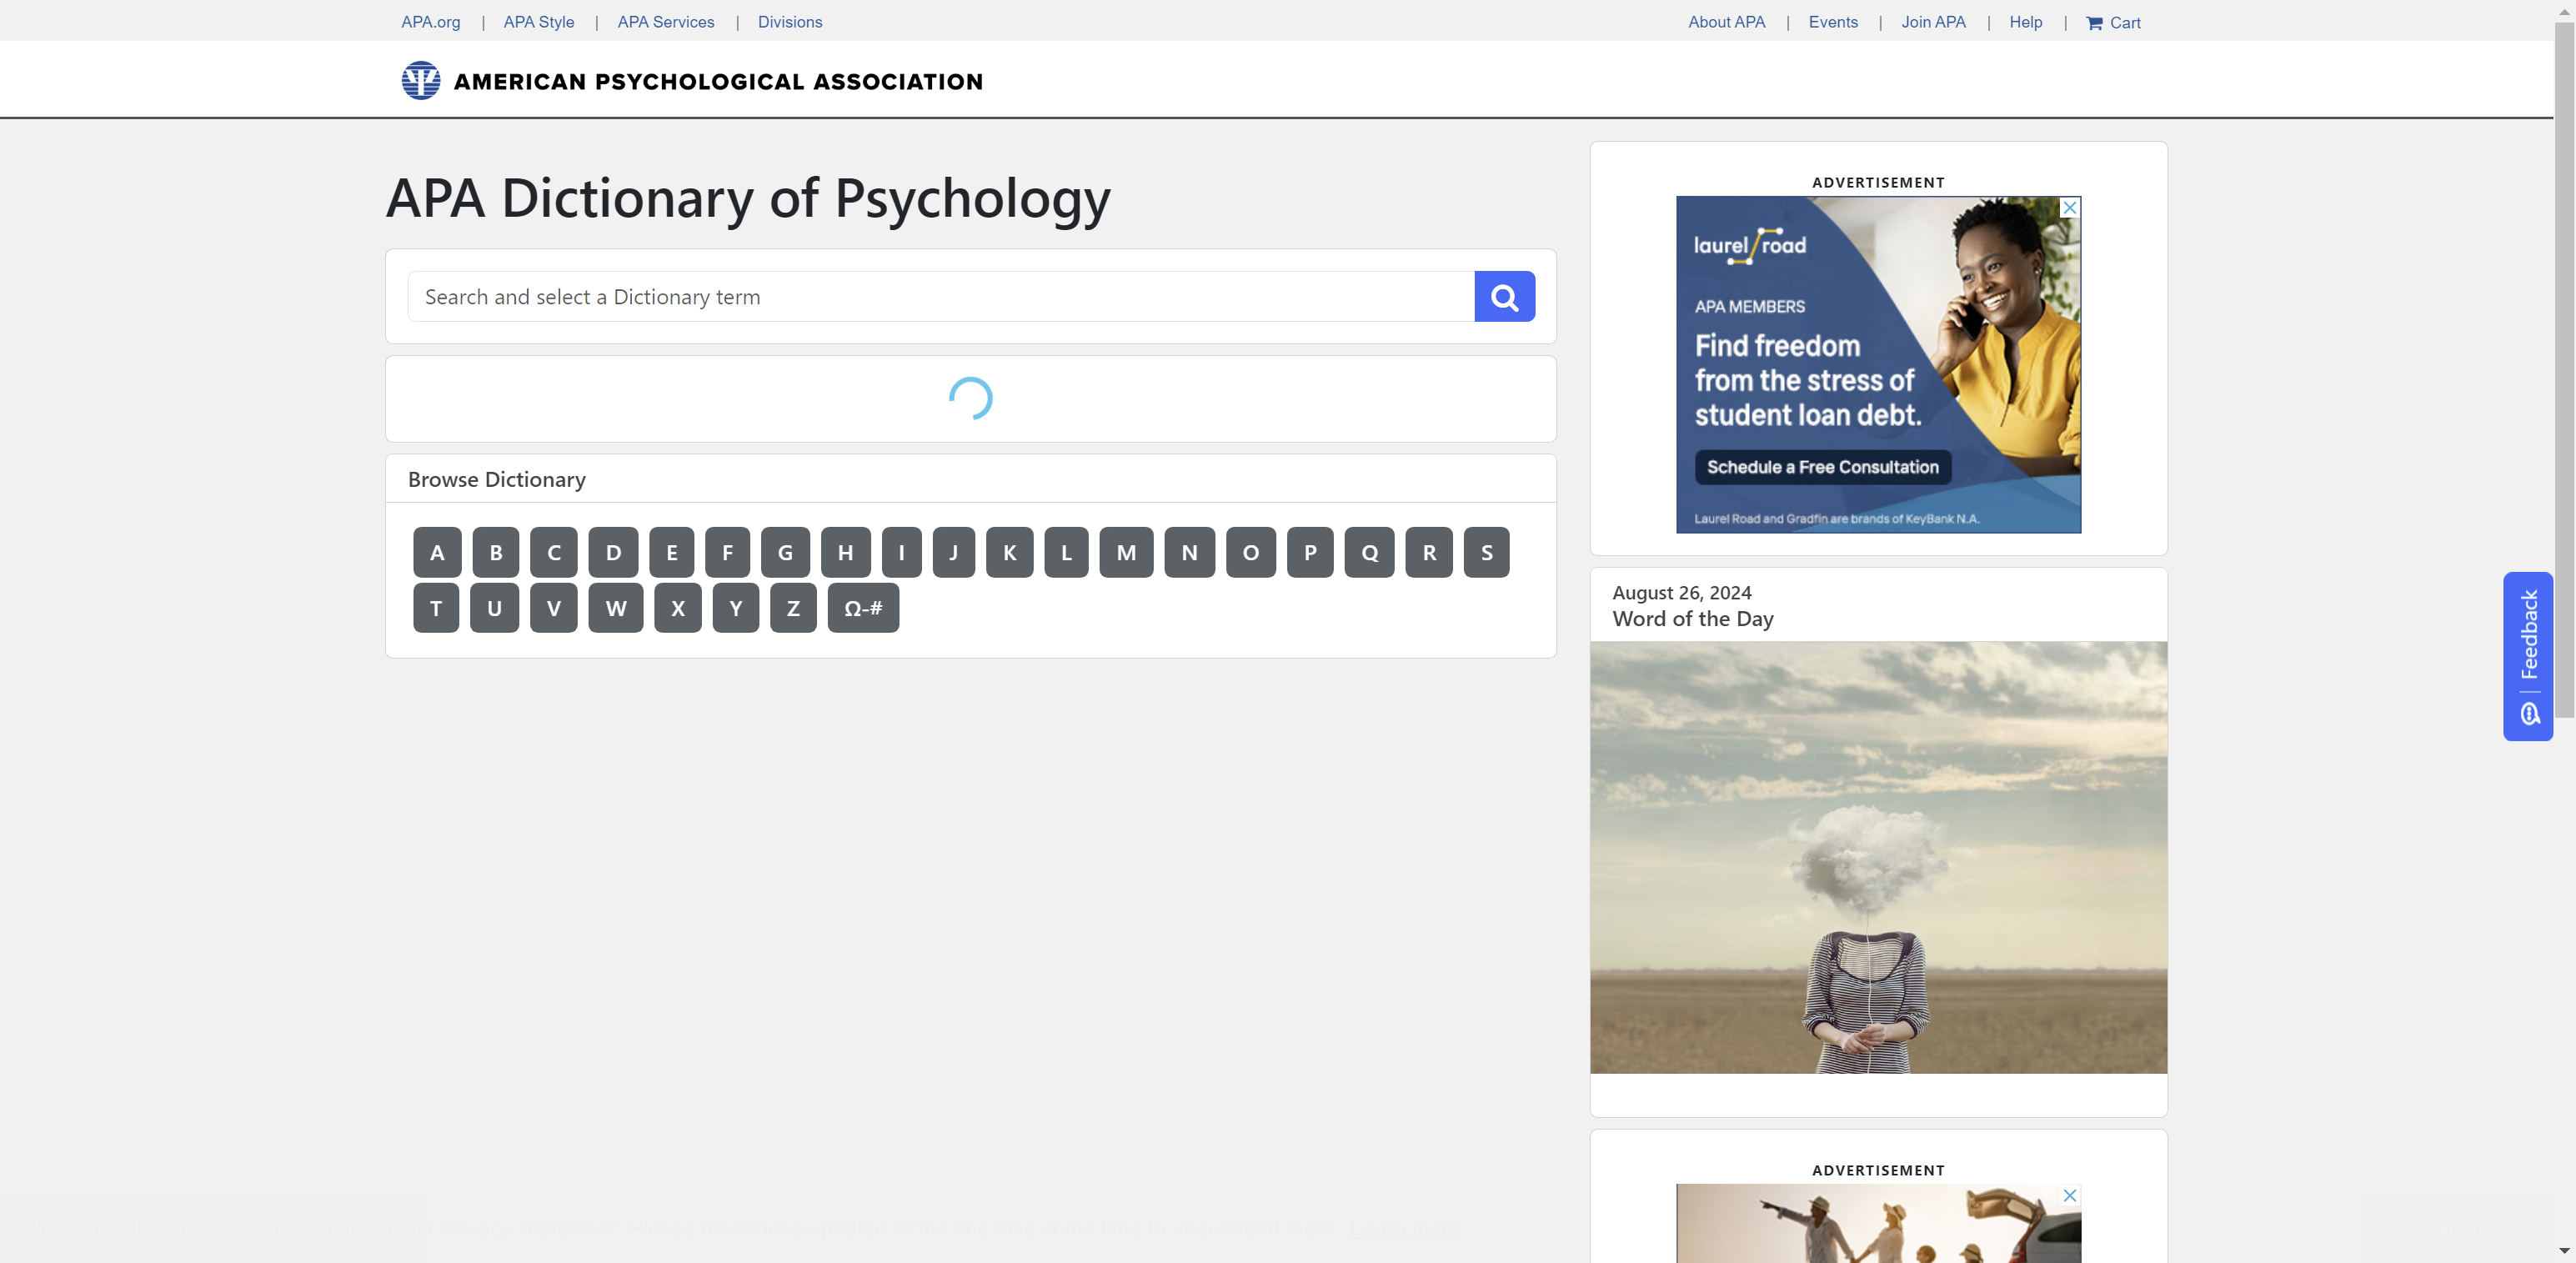 APA.org | APA Style | APA Services | Divisions
About APA | Events | Join APA | Help | Cart
AMERICAN PSYCHOLOGICAL ASSOCIATION
APA Dictionary of Psychology
Search and select a Dictionary term
Browse Dictionary
A B C D E F G H I J K L M N O P Q R S
T U V W X Y Z Ω-#
ADVERTISEMENT
laurel road
APA MEMBERS
Find freedom
from the stress of
student loan debt.
Schedule a Free Consultation
Laurel Road and Gradfin are brands of KeyBank N.A.
August 26, 2024
Word of the Day
ADVERTISEMENT
Feedback